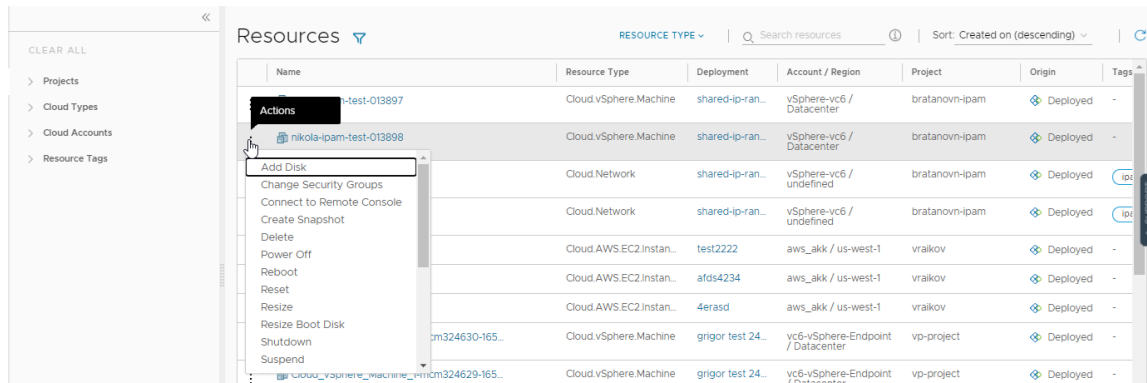 «
Resources
RESOURCE TYPE
Search resources
Sort: Created on (descending)
CLEAR ALL
> Projects
> Cloud Types
> Cloud Accounts
> Resource Tags
Name Resource Type Deployment Account / Region Project Origin Tags
-test-013897 Cloud.vSphere.Machine shared-ip-ran... vSphere-vc6 / bratanovn-ipam Deployed -
Datacenter
Actions
nikola-ipam-test-013898 Cloud.vSphere.Machine shared-ip-ran... vSphere-vc6 / bratanovn-ipam Deployed -
Datacenter
Add Disk
Change Security Groups
Connect to Remote Console
Create Snapshot
Delete
Power Off
Reboot
Reset
Resize
Resize Boot Disk
Shutdown
Suspend
Cloud.Network shared-ip-ran... vSphere-vc6 / bratanovn-ipam Deployed ipa
undefined
Cloud.Network shared-ip-ran... vSphere-vc6 / bratanovn-ipam Deployed ipa
undefined
Cloud.AWS.EC2.Instan... test2222 aws_akk / us-west-1 vraikov Deployed -
Cloud.AWS.EC2.Instan... afds4234 aws_akk / us-west-1 vraikov Deployed -
Cloud.AWS.EC2.Instan... 4erasd aws_akk / us-west-1 vraikov Deployed -
cm324630-165... Cloud.vSphere.Machine grigor test 24... vc6-vSphere-Endpoint vp-project Deployed -
/ Datacenter
Cloud_vSphere_Machine_1-mcm324629-165... Cloud.vSphere.Machine grigor test 24... vc6-vSphere-Endpoint vp-project Deployed -
/ Datacenter